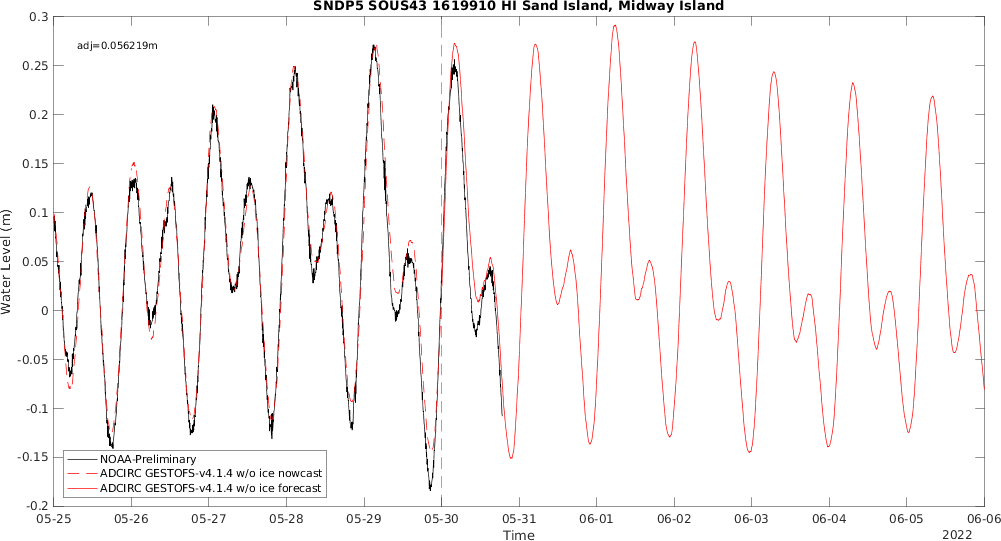 SNDP5 SOUS43 1619910 HI Sand Island, Midway Island
adj=0.056219m
Water Level (m)
0.3
0.25
0.2
0.15
0.1
0.05
0
-0.05
-0.1
-0.15
-0.2
NOAA-Preliminary
ADCIRC GESTOFS-v4.1.4 w/o ice nowcast
ADCIRC GESTOFS-v4.1.4 w/o ice forecast
05-25 05-26 05-27 05-28 05-29 05-30 05-31 06-01 06-02 06-03 06-04 06-05 06-06
Time
2022